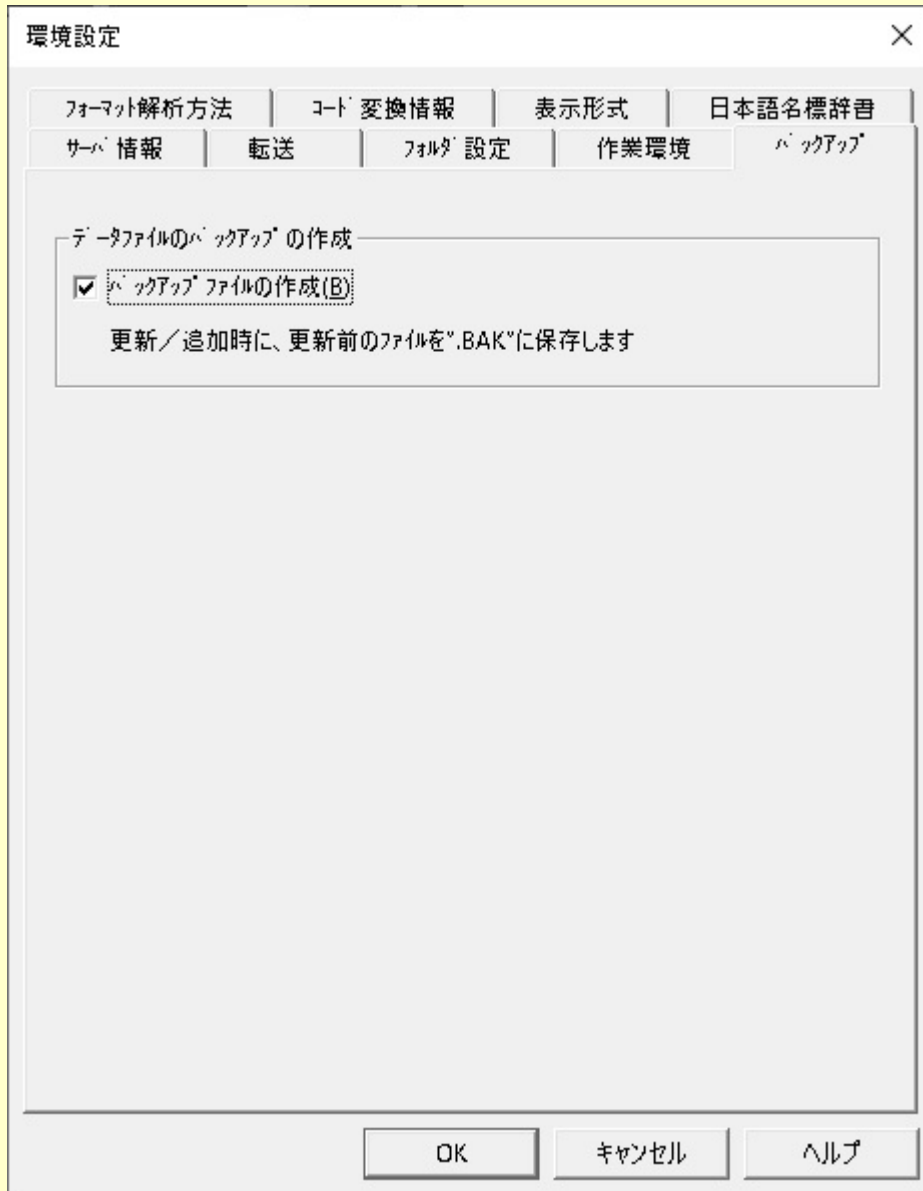 環境設定
ﾌｫｰﾏｯﾄ解析方法 ｺｰﾄﾞ変換情報 表示形式 日本語名標辞書
ｻｰﾊﾞ情報 転送 ﾌｫﾙﾀﾞ設定 作業環境 ﾊﾞｯｸｱｯﾌﾟ
ﾃﾞｰﾀﾌｧｲﾙのﾊﾞｯｸｱｯﾌﾟの作成
ﾊﾞｯｸｱｯﾌﾟﾌｧｲﾙの作成(B)
更新／追加時に、更新前のﾌｧｲﾙを".BAK"に保存します
OK キャンセル ヘルプ